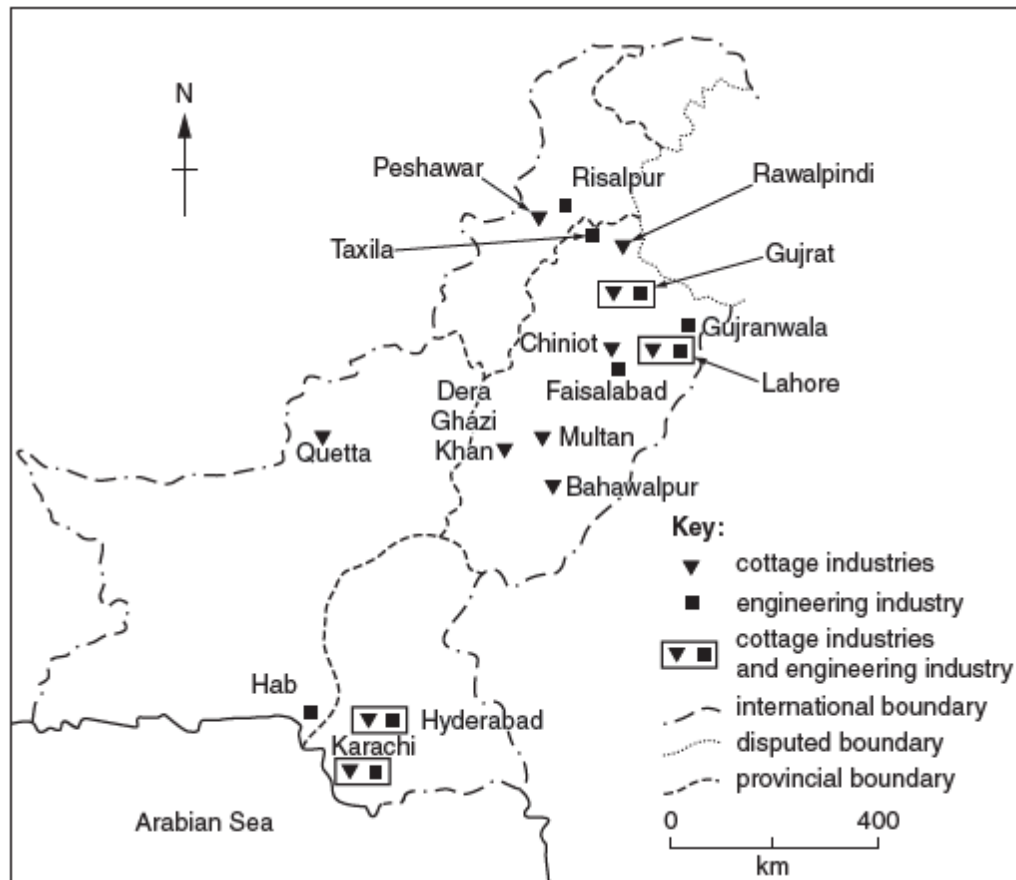 N
Peshawar
Risalpur
Rawalpindi
Taxila
Gujrat
Gujranwala
Chiniot
Lahore
Faisalabad
Dera
Ghazi
Khan
Multan
Quetta
Bahawalpur
Key:
cottage industries
engineering industry
cottage industries
and engineering industry
international boundary
disputed boundary
provincial boundary
Hab
Hyderabad
Karachi
Arabian Sea
0 400
km